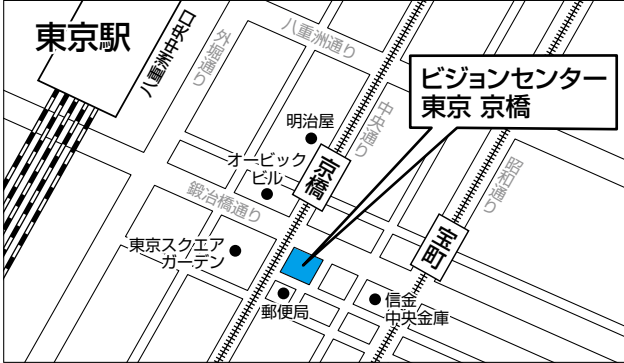 東京駅
八重洲中央口
外堀通り
八重洲通り
ビジョンセンター
東京 京橋
明治屋
中央通り
オービック
ビル
京橋
昭和通り
鍛冶橋通り
宝町
東京スクエア
ガーデン
郵便局
信金
中央金庫